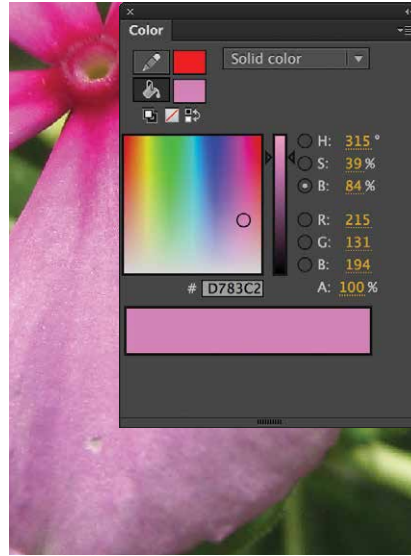 Color
Solid color
H: 315 °
S: 39 %
B: 84 %
R: 215
G: 131
B: 194
# D783C2 A: 100 %